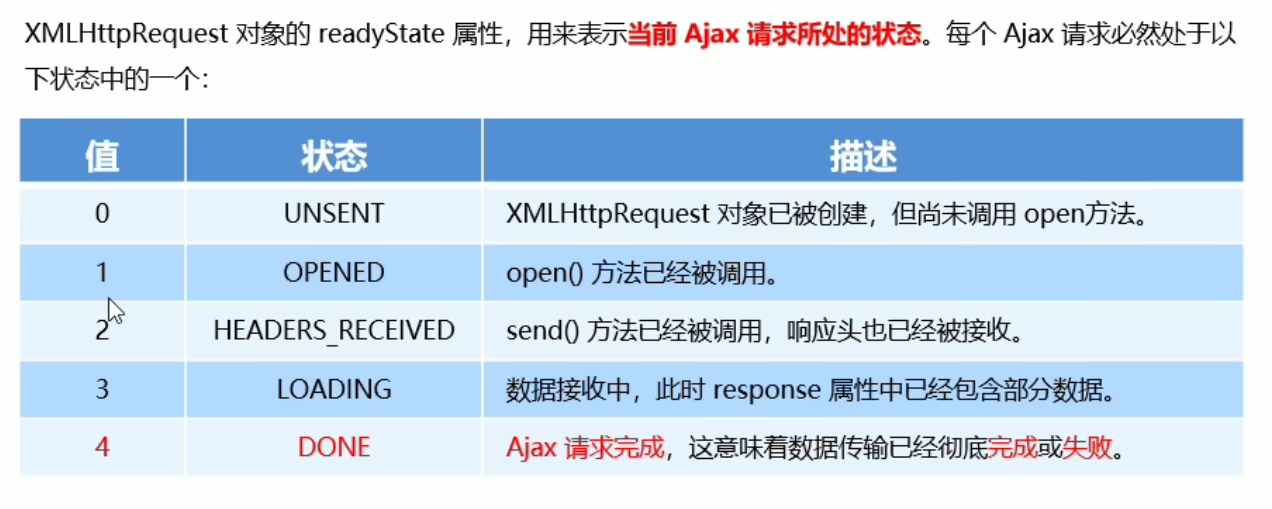 XMLHttpRequest 对象的 readyState 属性，用来表示当前 Ajax 请求所处的状态。每个 Ajax 请求必然处于以
下状态中的一个：
值 状态 描述
0 UNSENT XMLHttpRequest 对象已被创建，但尚未调用 open方法。
1 OPENED open() 方法已经被调用。
2 HEADERS_RECEIVED send() 方法已经被调用，响应头也已经被接收。
3 LOADING 数据接收中，此时 response 属性中已经包含部分数据。
4 DONE Ajax 请求完成，这意味着数据传输已经彻底完成或失败。